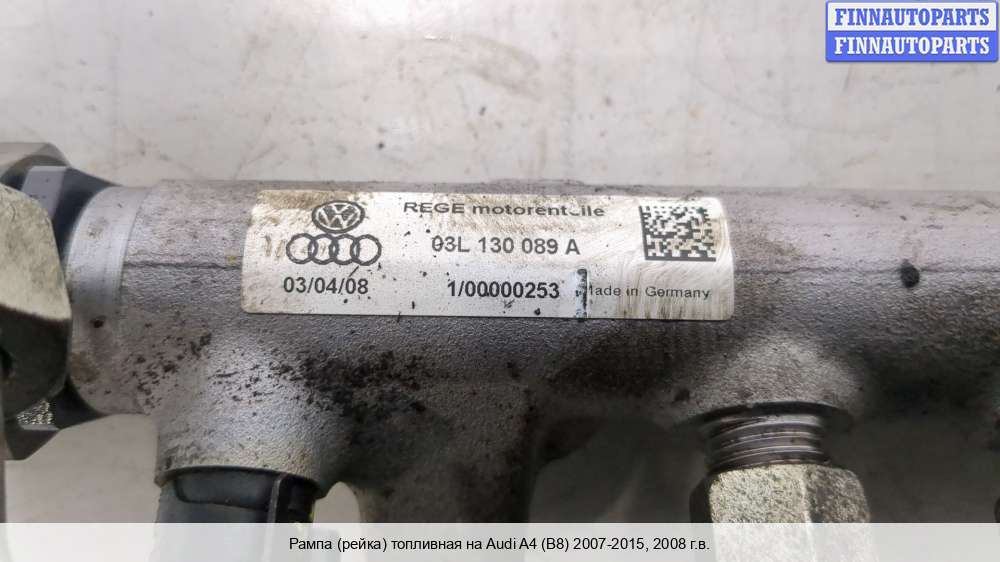 FINNAUTOPARTS
FINNAUTOPARTS
REGE motorenteile
03L 130 089 A
03/04/08
1/00000253
Made in Germany
Рампа (рейка) топливная на Audi A4 (B8) 2007-2015, 2008 г.в.